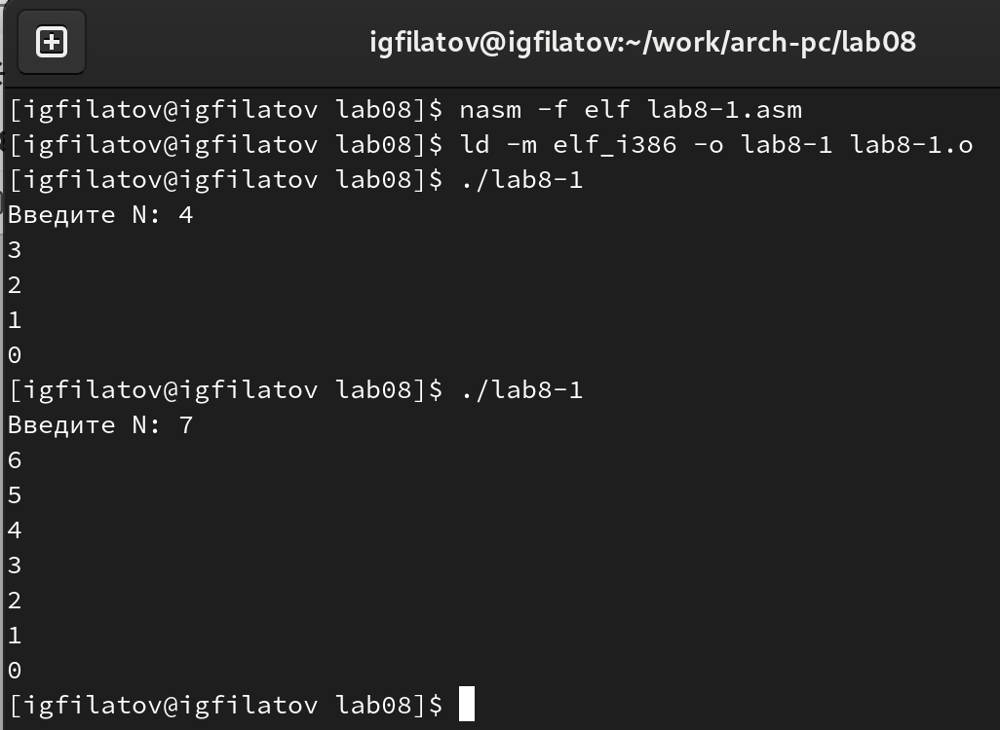 igfilatov@igfilatov:~/work/arch-pc/lab08
[igfilatov@igfilatov lab08]$ nasm -f elf lab8-1.asm
[igfilatov@igfilatov lab08]$ ld -m elf_i386 -o lab8-1 lab8-1.o
[igfilatov@igfilatov lab08]$ ./lab8-1
Введите N: 4
3
2
1
0
[igfilatov@igfilatov lab08]$ ./lab8-1
Введите N: 7
6
5
4
3
2
1
0
[igfilatov@igfilatov lab08]$